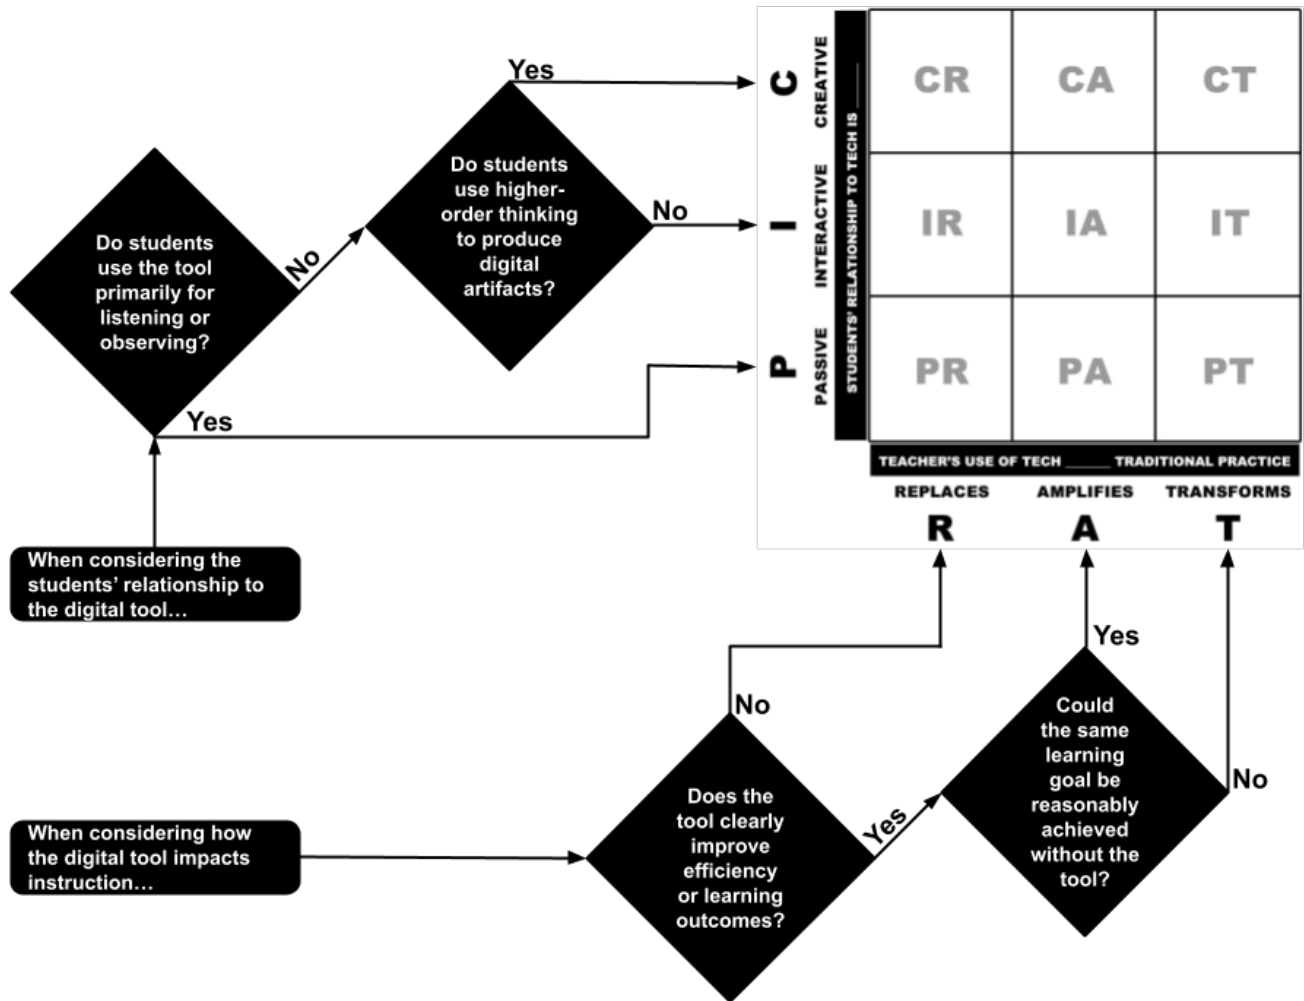 Yes
Do students
use higher-
order thinking
to produce
digital
artifacts?
No
Do students
use the tool
primarily for
listening or
observing?
No
Yes
When considering the
students’ relationship to
the digital tool…
C
CREATIVE
I
INTERACTIVE
P
PASSIVE
STUDENTS’ RELATIONSHIP TO TECH IS _____
CR CA CT
IR IA IT
PR PA PT
TEACHER’S USE OF TECH ______ TRADITIONAL PRACTICE
REPLACES AMPLIFIES TRANSFORMS
R A T
When considering how
the digital tool impacts
instruction…
No
Does the
tool clearly
improve
efficiency
or learning
outcomes?
Yes
Yes
Could
the same
learning
goal be
reasonably
achieved
without the
tool?
No